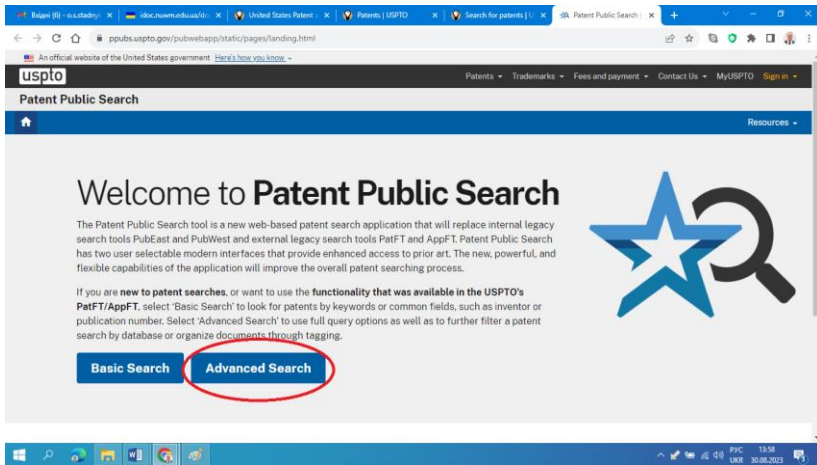 Вхідні (6) - o.s.stadnyk
idoc.nuwm.edu.ua/do
United States Patent
Patents | USPTO
Search for patents | U
Patent Public Search |
ppubs.uspto.gov/pubwebapp/static/pages/landing.html
An official website of the United States government Here's how you know
uspto
Patents Trademarks Fees and payment Contact Us MyUSPTO Sign in
Patent Public Search
Resources
Welcome to Patent Public Search
The Patent Public Search tool is a new web-based patent search application that will replace internal legacy
search tools PubEast and PubWest and external legacy search tools PatFT and AppFT. Patent Public Search
has two user selectable modern interfaces that provide enhanced access to prior art. The new, powerful, and
flexible capabilities of the application will improve the overall patent searching process.
If you are new to patent searches, or want to use the functionality that was available in the USPTO's
PatFT/AppFT, select 'Basic Search' to look for patents by keywords or common fields, such as inventor or
publication number. Select 'Advanced Search' to use full query options as well as to further filter a patent
search by database or organize documents through tagging.
Basic Search Advanced Search
РУС 13:58
UKR 30.08.2023